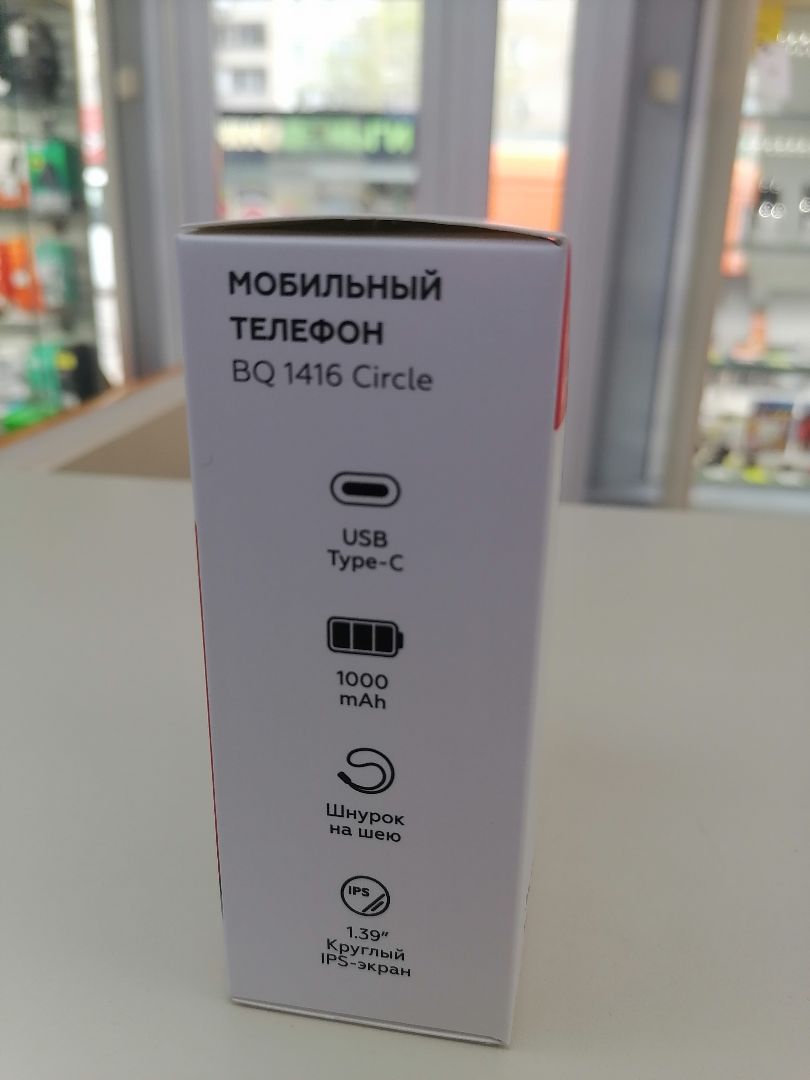 МОБИЛЬНЫЙ
ТЕЛЕФОН
BQ 1416 Circle
USB
Type-C
1000
mAh
Шнурок
на шею
IPS
1.39"
Круглый
IPS-экран